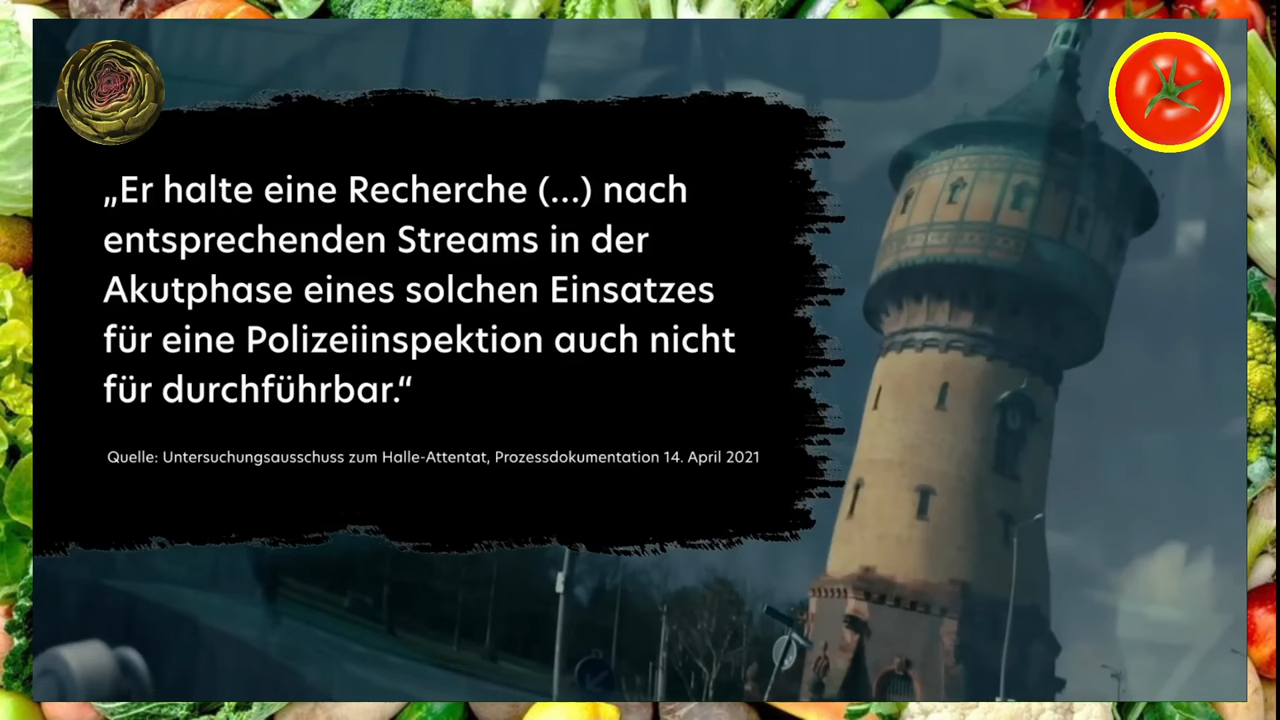 „Er halte eine Recherche (...) nach
entsprechenden Streams in der
Akutphase eines solchen Einsatzes
für eine Polizeiinspektion auch nicht
für durchführbar.“
Quelle: Untersuchungsausschuss zum Halle-Attentat, Prozessdokumentation 14. April 2021